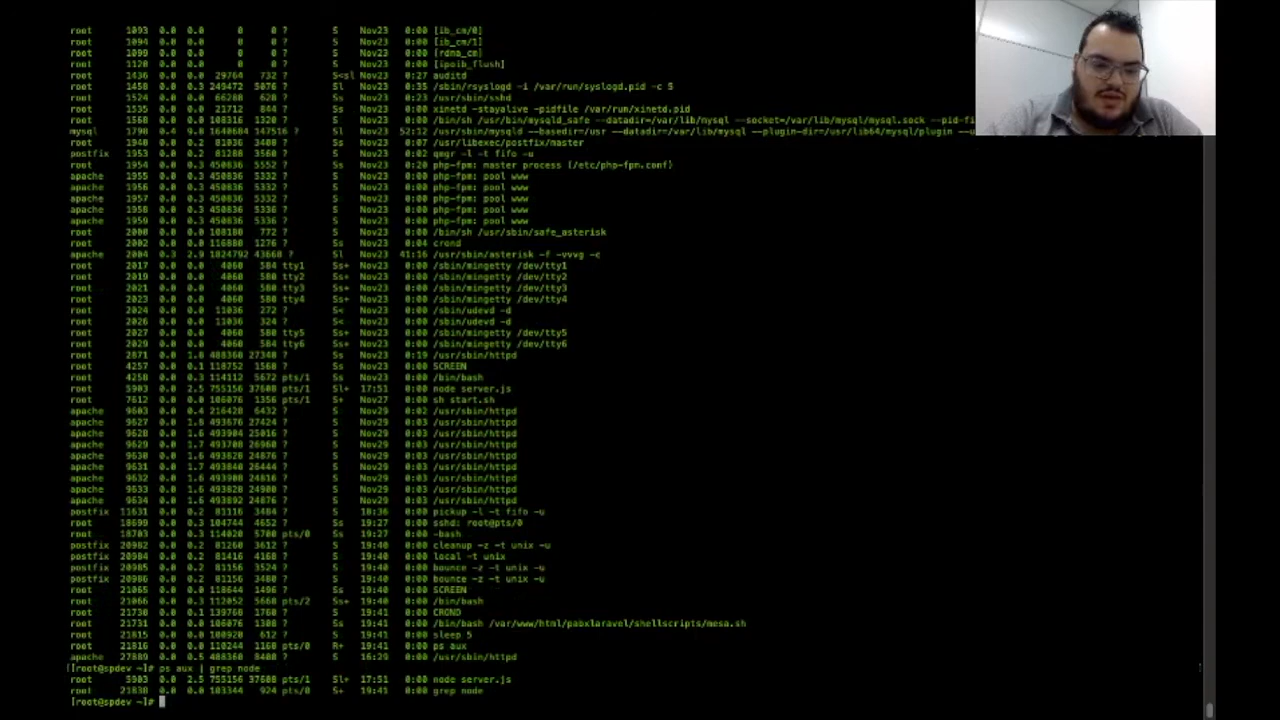 root 1093 0.0 0.0 0 0 ? S Nov23 0:00 [ib_cm/0]
root 1094 0.0 0.0 0 0 ? S Nov23 0:00 [ib_cm/1]
root 1099 0.0 0.0 0 0 ? S Nov23 0:00 [rdma_cm]
root 1120 0.0 0.0 0 0 ? S Nov23 0:00 [ipoib_flush]
root 1436 0.0 0.0 29764 732 ? S<sl Nov23 0:27 auditd
root 1458 0.0 0.3 249472 5076 ? Sl Nov23 0:35 /sbin/rsyslogd -i /var/run/syslogd.pid -c 5
root 1524 0.0 0.0 66288 628 ? Ss Nov23 0:23 /usr/sbin/sshd
root 1535 0.0 0.0 21712 844 ? Ss Nov23 0:00 xinetd -stayalive -pidfile /var/run/xinetd.pid
root 1568 0.0 0.0 108316 1320 ? S Nov23 0:00 /bin/sh /usr/bin/mysqld_safe --datadir=/var/lib/mysql --socket=/var/lib/mysql/mysql.sock --pid-fi
mysql 1790 0.4 9.8 1640684 147516 ? Sl Nov23 52:12 /usr/sbin/mysqld --basedir=/usr --datadir=/var/lib/mysql --plugin-dir=/usr/lib64/mysql/plugin --u
root 1940 0.0 0.2 81036 3408 ? Ss Nov23 0:07 /usr/libexec/postfix/master
postfix 1953 0.0 0.2 81288 3560 ? S Nov23 0:02 qmgr -l -t fifo -u
root 1954 0.0 0.3 450836 5552 ? Ss Nov23 0:20 php-fpm: master process (/etc/php-fpm.conf)
apache 1955 0.0 0.3 450836 5332 ? S Nov23 0:00 php-fpm: pool www
apache 1956 0.0 0.3 450836 5332 ? S Nov23 0:00 php-fpm: pool www
apache 1957 0.0 0.3 450836 5332 ? S Nov23 0:00 php-fpm: pool www
apache 1958 0.0 0.3 450836 5336 ? S Nov23 0:00 php-fpm: pool www
apache 1959 0.0 0.3 450836 5336 ? S Nov23 0:00 php-fpm: pool www
root 2000 0.0 0.0 108180 772 ? S Nov23 0:00 /bin/sh /usr/sbin/safe_asterisk
root 2002 0.0 0.0 116880 1276 ? Ss Nov23 0:04 crond
apache 2004 0.3 2.9 1824792 43660 ? Sl Nov23 41:16 /usr/sbin/asterisk -f -vvvg -c
root 2017 0.0 0.0 4060 584 tty1 Ss+ Nov23 0:00 /sbin/mingetty /dev/tty1
root 2019 0.0 0.0 4060 580 tty2 Ss+ Nov23 0:00 /sbin/mingetty /dev/tty2
root 2021 0.0 0.0 4060 580 tty3 Ss+ Nov23 0:00 /sbin/mingetty /dev/tty3
root 2023 0.0 0.0 4060 580 tty4 Ss+ Nov23 0:00 /sbin/mingetty /dev/tty4
root 2024 0.0 0.0 11036 272 ? S< Nov23 0:00 /sbin/udevd -d
root 2026 0.0 0.0 11036 324 ? S< Nov23 0:00 /sbin/udevd -d
root 2027 0.0 0.0 4060 580 tty5 Ss+ Nov23 0:00 /sbin/mingetty /dev/tty5
root 2029 0.0 0.0 4060 580 tty6 Ss+ Nov23 0:00 /sbin/mingetty /dev/tty6
root 2871 0.0 1.8 488360 27340 ? Ss Nov23 0:19 /usr/sbin/httpd
root 4257 0.0 0.1 118752 1560 ? Ss Nov23 0:00 SCREEN
root 4258 0.0 0.3 114112 5672 pts/1 Ss Nov23 0:00 /bin/bash
root 5903 0.0 2.5 755156 37608 pts/1 Sl+ 17:51 0:00 node server.js
root 7612 0.0 0.0 106076 1356 pts/1 S+ Nov27 0:00 sh start.sh
apache 9603 0.0 0.4 216428 6432 ? S Nov29 0:02 /usr/sbin/httpd
apache 9627 0.0 1.8 493676 27424 ? S Nov29 0:03 /usr/sbin/httpd
apache 9628 0.0 1.6 493904 25016 ? S Nov29 0:03 /usr/sbin/httpd
apache 9629 0.0 1.7 493708 26960 ? S Nov29 0:03 /usr/sbin/httpd
apache 9630 0.0 1.6 493828 24876 ? S Nov29 0:03 /usr/sbin/httpd
apache 9631 0.0 1.7 493840 26444 ? S Nov29 0:03 /usr/sbin/httpd
apache 9632 0.0 1.6 493908 24816 ? S Nov29 0:03 /usr/sbin/httpd
apache 9633 0.0 1.6 493828 24900 ? S Nov29 0:03 /usr/sbin/httpd
apache 9634 0.0 1.6 493892 24876 ? S Nov29 0:03 /usr/sbin/httpd
postfix 11631 0.0 0.2 81116 3484 ? S 18:36 0:00 pickup -l -t fifo -u
root 18699 0.0 0.3 104744 4652 ? Ss 19:27 0:00 sshd: root@pts/0
root 18703 0.0 0.3 114020 5700 pts/0 Ss 19:27 0:00 -bash
postfix 20982 0.0 0.2 81260 3612 ? S 19:40 0:00 cleanup -z -t unix -u
postfix 20984 0.0 0.2 81416 4168 ? S 19:40 0:00 local -t unix
postfix 20985 0.0 0.2 81156 3524 ? S 19:40 0:00 bounce -z -t unix -u
postfix 20986 0.0 0.2 81156 3480 ? S 19:40 0:00 bounce -z -t unix -u
root 21065 0.0 0.0 118644 1496 ? Ss 19:40 0:00 SCREEN
root 21066 0.0 0.3 112052 5660 pts/2 Ss+ 19:40 0:00 /bin/bash
root 21730 0.0 0.1 139760 1760 ? S 19:41 0:00 CROND
root 21731 0.0 0.0 106076 1308 ? Ss 19:41 0:00 /bin/bash /var/www/html/pabxlaravel/shellscripts/mesa.sh
root 21815 0.0 0.0 100920 612 ? S 19:41 0:00 sleep 5
root 21816 0.0 0.0 110244 1160 pts/0 R+ 19:41 0:00 ps aux
apache 27889 0.0 0.5 488360 8408 ? S 16:29 0:00 /usr/sbin/httpd
[root@spdev ~]# ps aux | grep node
root 5903 0.0 2.5 755156 37608 pts/1 Sl+ 17:51 0:00 node server.js
root 21830 0.0 0.0 103344 924 pts/0 S+ 19:41 0:00 grep node
[root@spdev ~]#